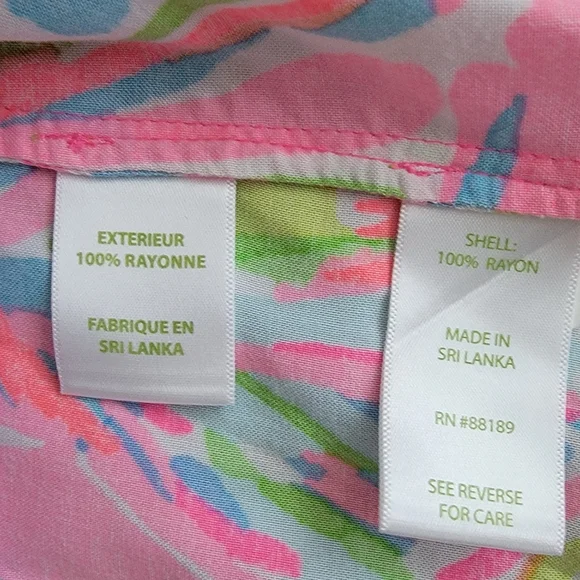 EXTERIEUR
100% RAYONNE
FABRIQUE EN
SRI LANKA
SHELL:
100% RAYON
MADE IN
SRI LANKA
RN #88189
SEE REVERSE
FOR CARE